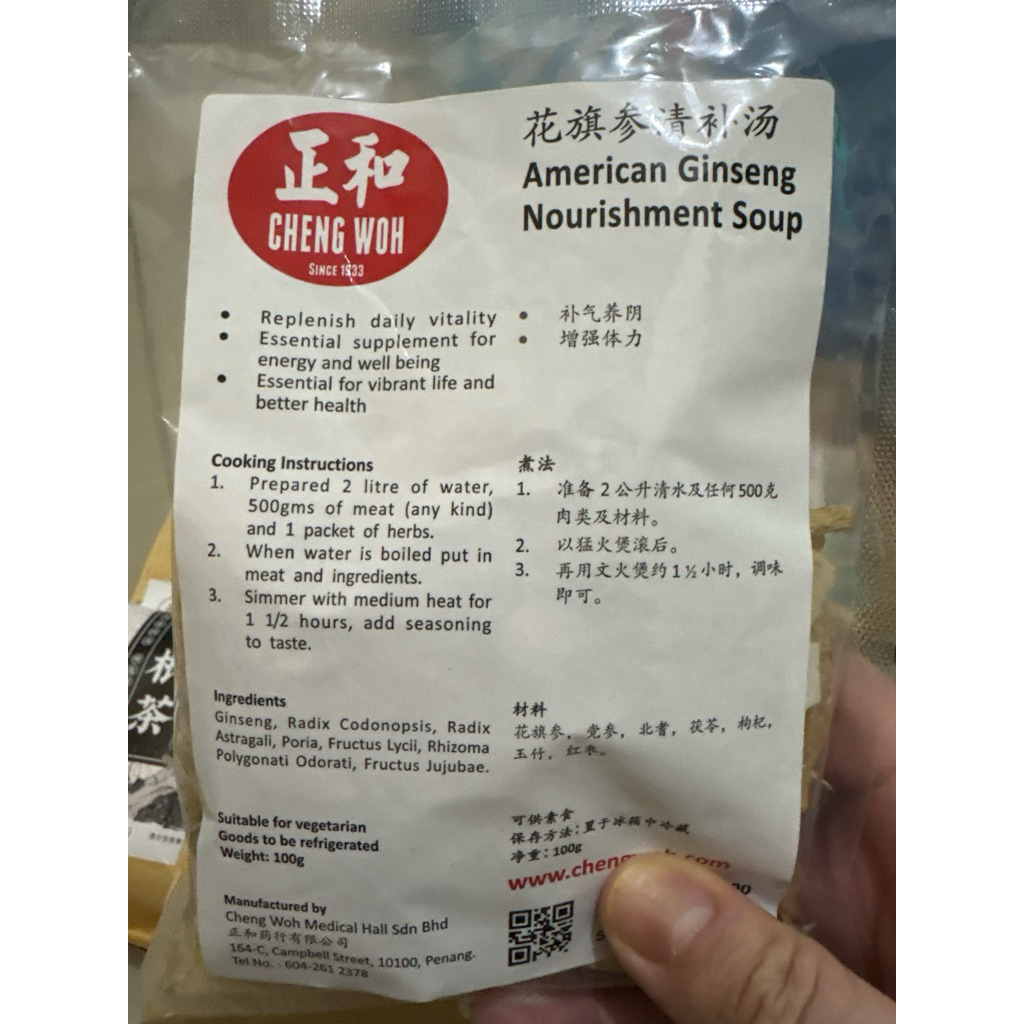 正和
CHENG WOH
SINCE 1933
花旗参清补汤
American Ginseng
Nourishment Soup
• Replenish daily vitality
• Essential supplement for
energy and well being
• Essential for vibrant life and
better health
• 补气养阴
• 增强体力
Cooking Instructions
1. Prepared 2 litre of water,
500gms of meat (any kind)
and 1 packet of herbs.
2. When water is boiled put in
meat and ingredients.
3. Simmer with medium heat for
1 1/2 hours, add seasoning
to taste.
煮法
1. 准备 2 公升清水及任何500克
肉类及材料。
2. 以猛火煲滚后。
3. 再用文火煲约 1 ½ 小时，调味
即可。
Ingredients
Ginseng, Radix Codonopsis, Radix
Astragali, Poria, Fructus Lycii, Rhizoma
Polygonati Odorati, Fructus Jujubae.
材料
花旗参，党参，北耆，茯苓，枸杞，
玉竹，红枣。
Suitable for vegetarian
Goods to be refrigerated
Weight: 100g
可供素食
保存方法：置于冰箱中冷藏
净重：100g
Manufactured by
Cheng Woh Medical Hall Sdn Bhd
正和药行有限公司
164-C, Campbell Street, 10100, Penang.
Tel No. : 604-261 2378
茶